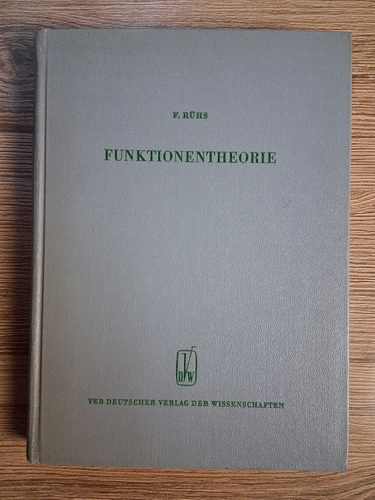 F. RÜHS
FUNKTIONENTHEORIE
DVW
VEB DEUTSCHER VERLAG DER WISSENSCHAFTEN